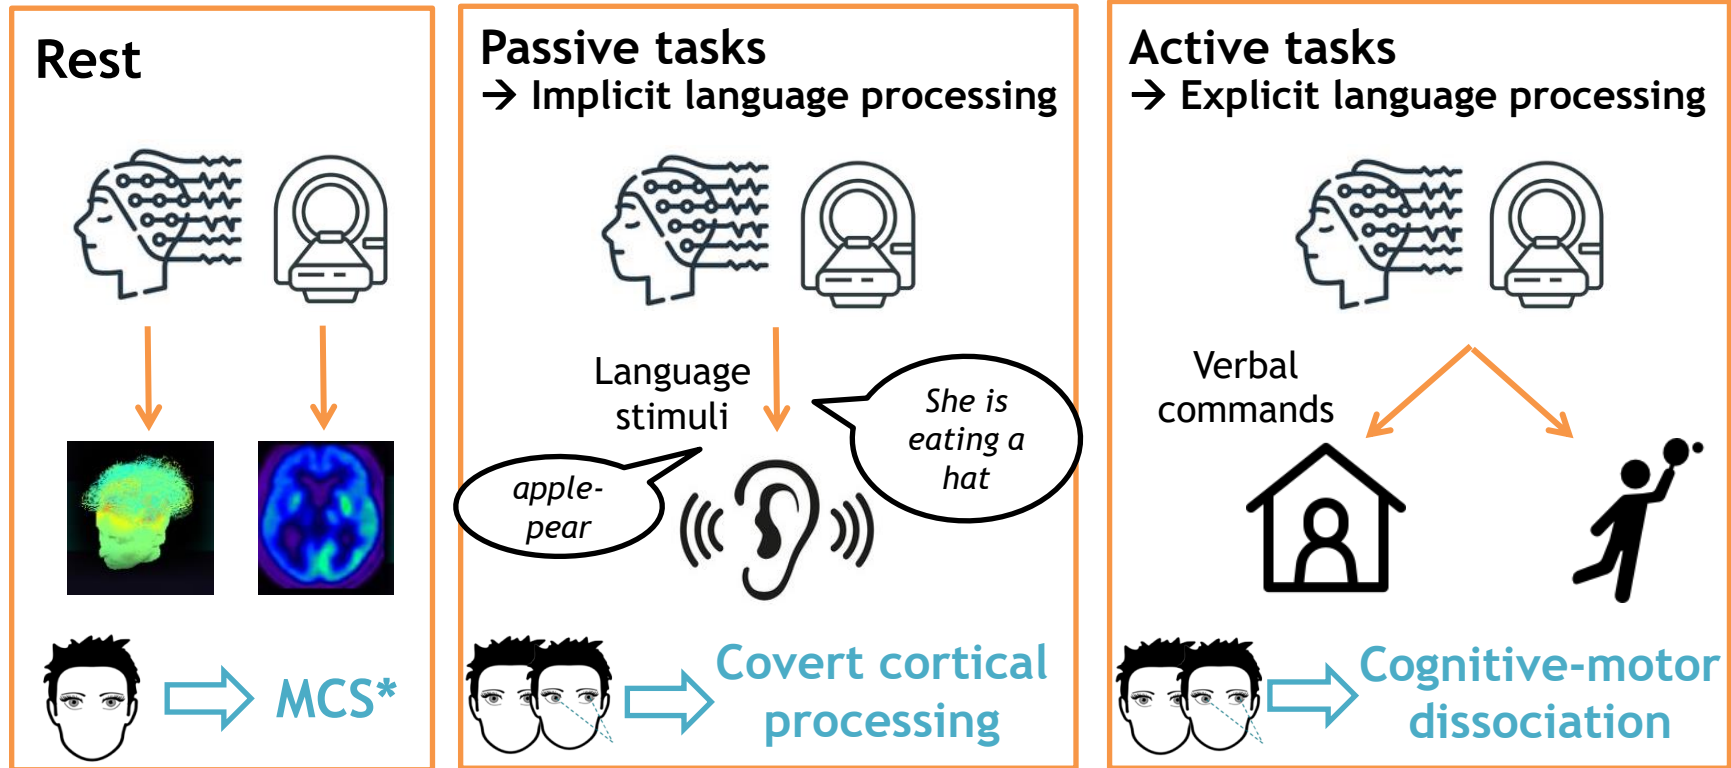 Rest
MCS*
Passive tasks
→ Implicit language processing
Language
stimuli
She is
eating a
hat
apple-
pear
Covert cortical
processing
Active tasks
→ Explicit language processing
Verbal
commands
Cognitive-motor
dissociation